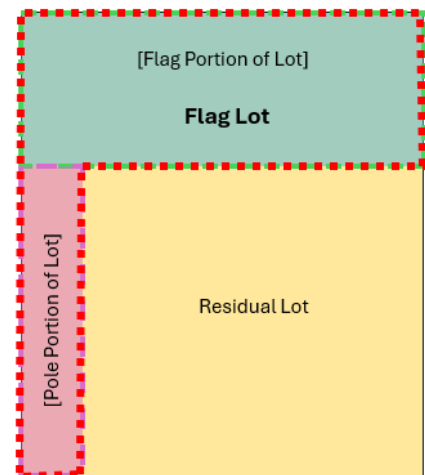 [Flag Portion of Lot]
Flag Lot
[Pole Portion of Lot]
Residual Lot